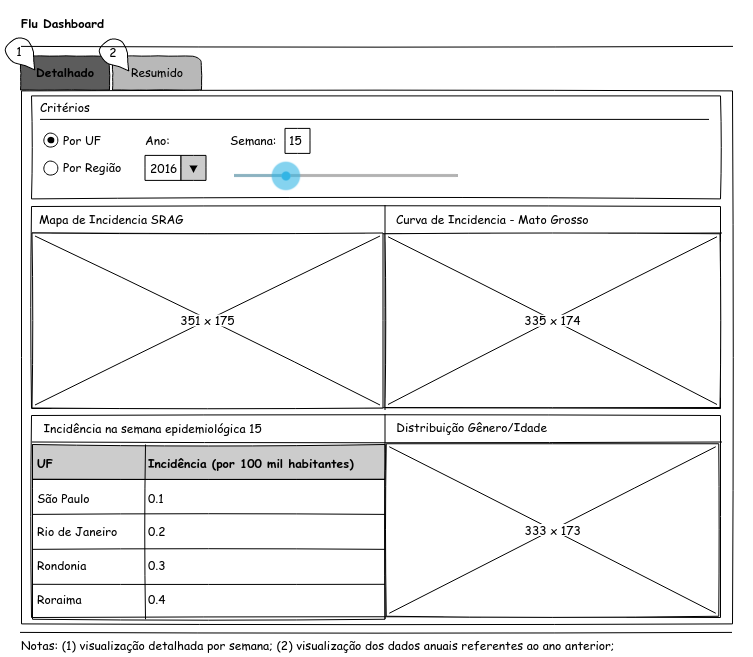 Flu Dashboard
1 2
Detalhado Resumido
Critérios
Por UF Ano: Semana: 15
Por Região 2016
Mapa de Incidencia SRAG Curva de Incidencia - Mato Grosso
351 x 175 335 x 174
Incidência na semana epidemiológica 15 Distribuição Gênero/Idade
UF Incidência (por 100 mil habitantes)
São Paulo 0.1
Rio de Janeiro 0.2
333 x 173
Rondonia 0.3
Roraima 0.4
Notas: (1) visualização detalhada por semana; (2) visualização dos dados anuais referentes ao ano anterior;